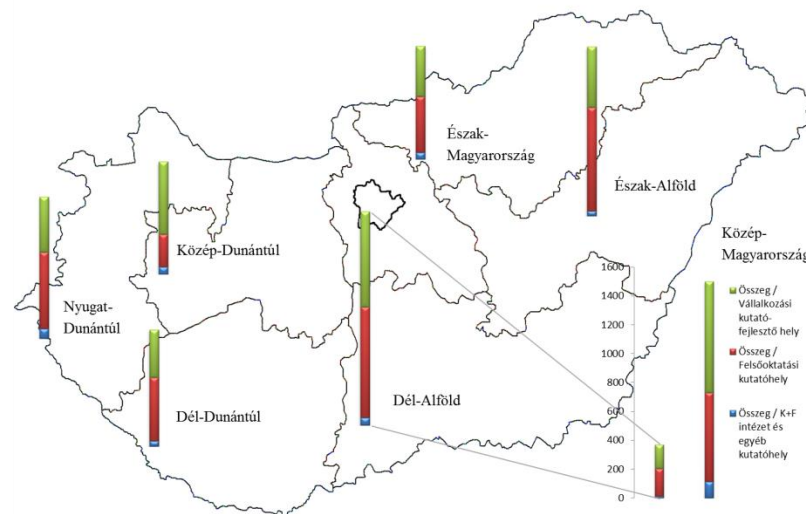 Észak-
Magyarország
Észak-Alföld
Közép-Dunántúl
Nyugat-
Dunántúl
Dél-Dunántúl
Dél-Alföld
Közép-
Magyarország
1600
1400
1200
1000
800
600
400
200
0
Összeg /
Vállalkozási
kutató-
fejlesztő hely
Összeg /
Felsőoktatási
kutatóhely
Összeg / K+F
intézet és
egyéb
kutatóhely